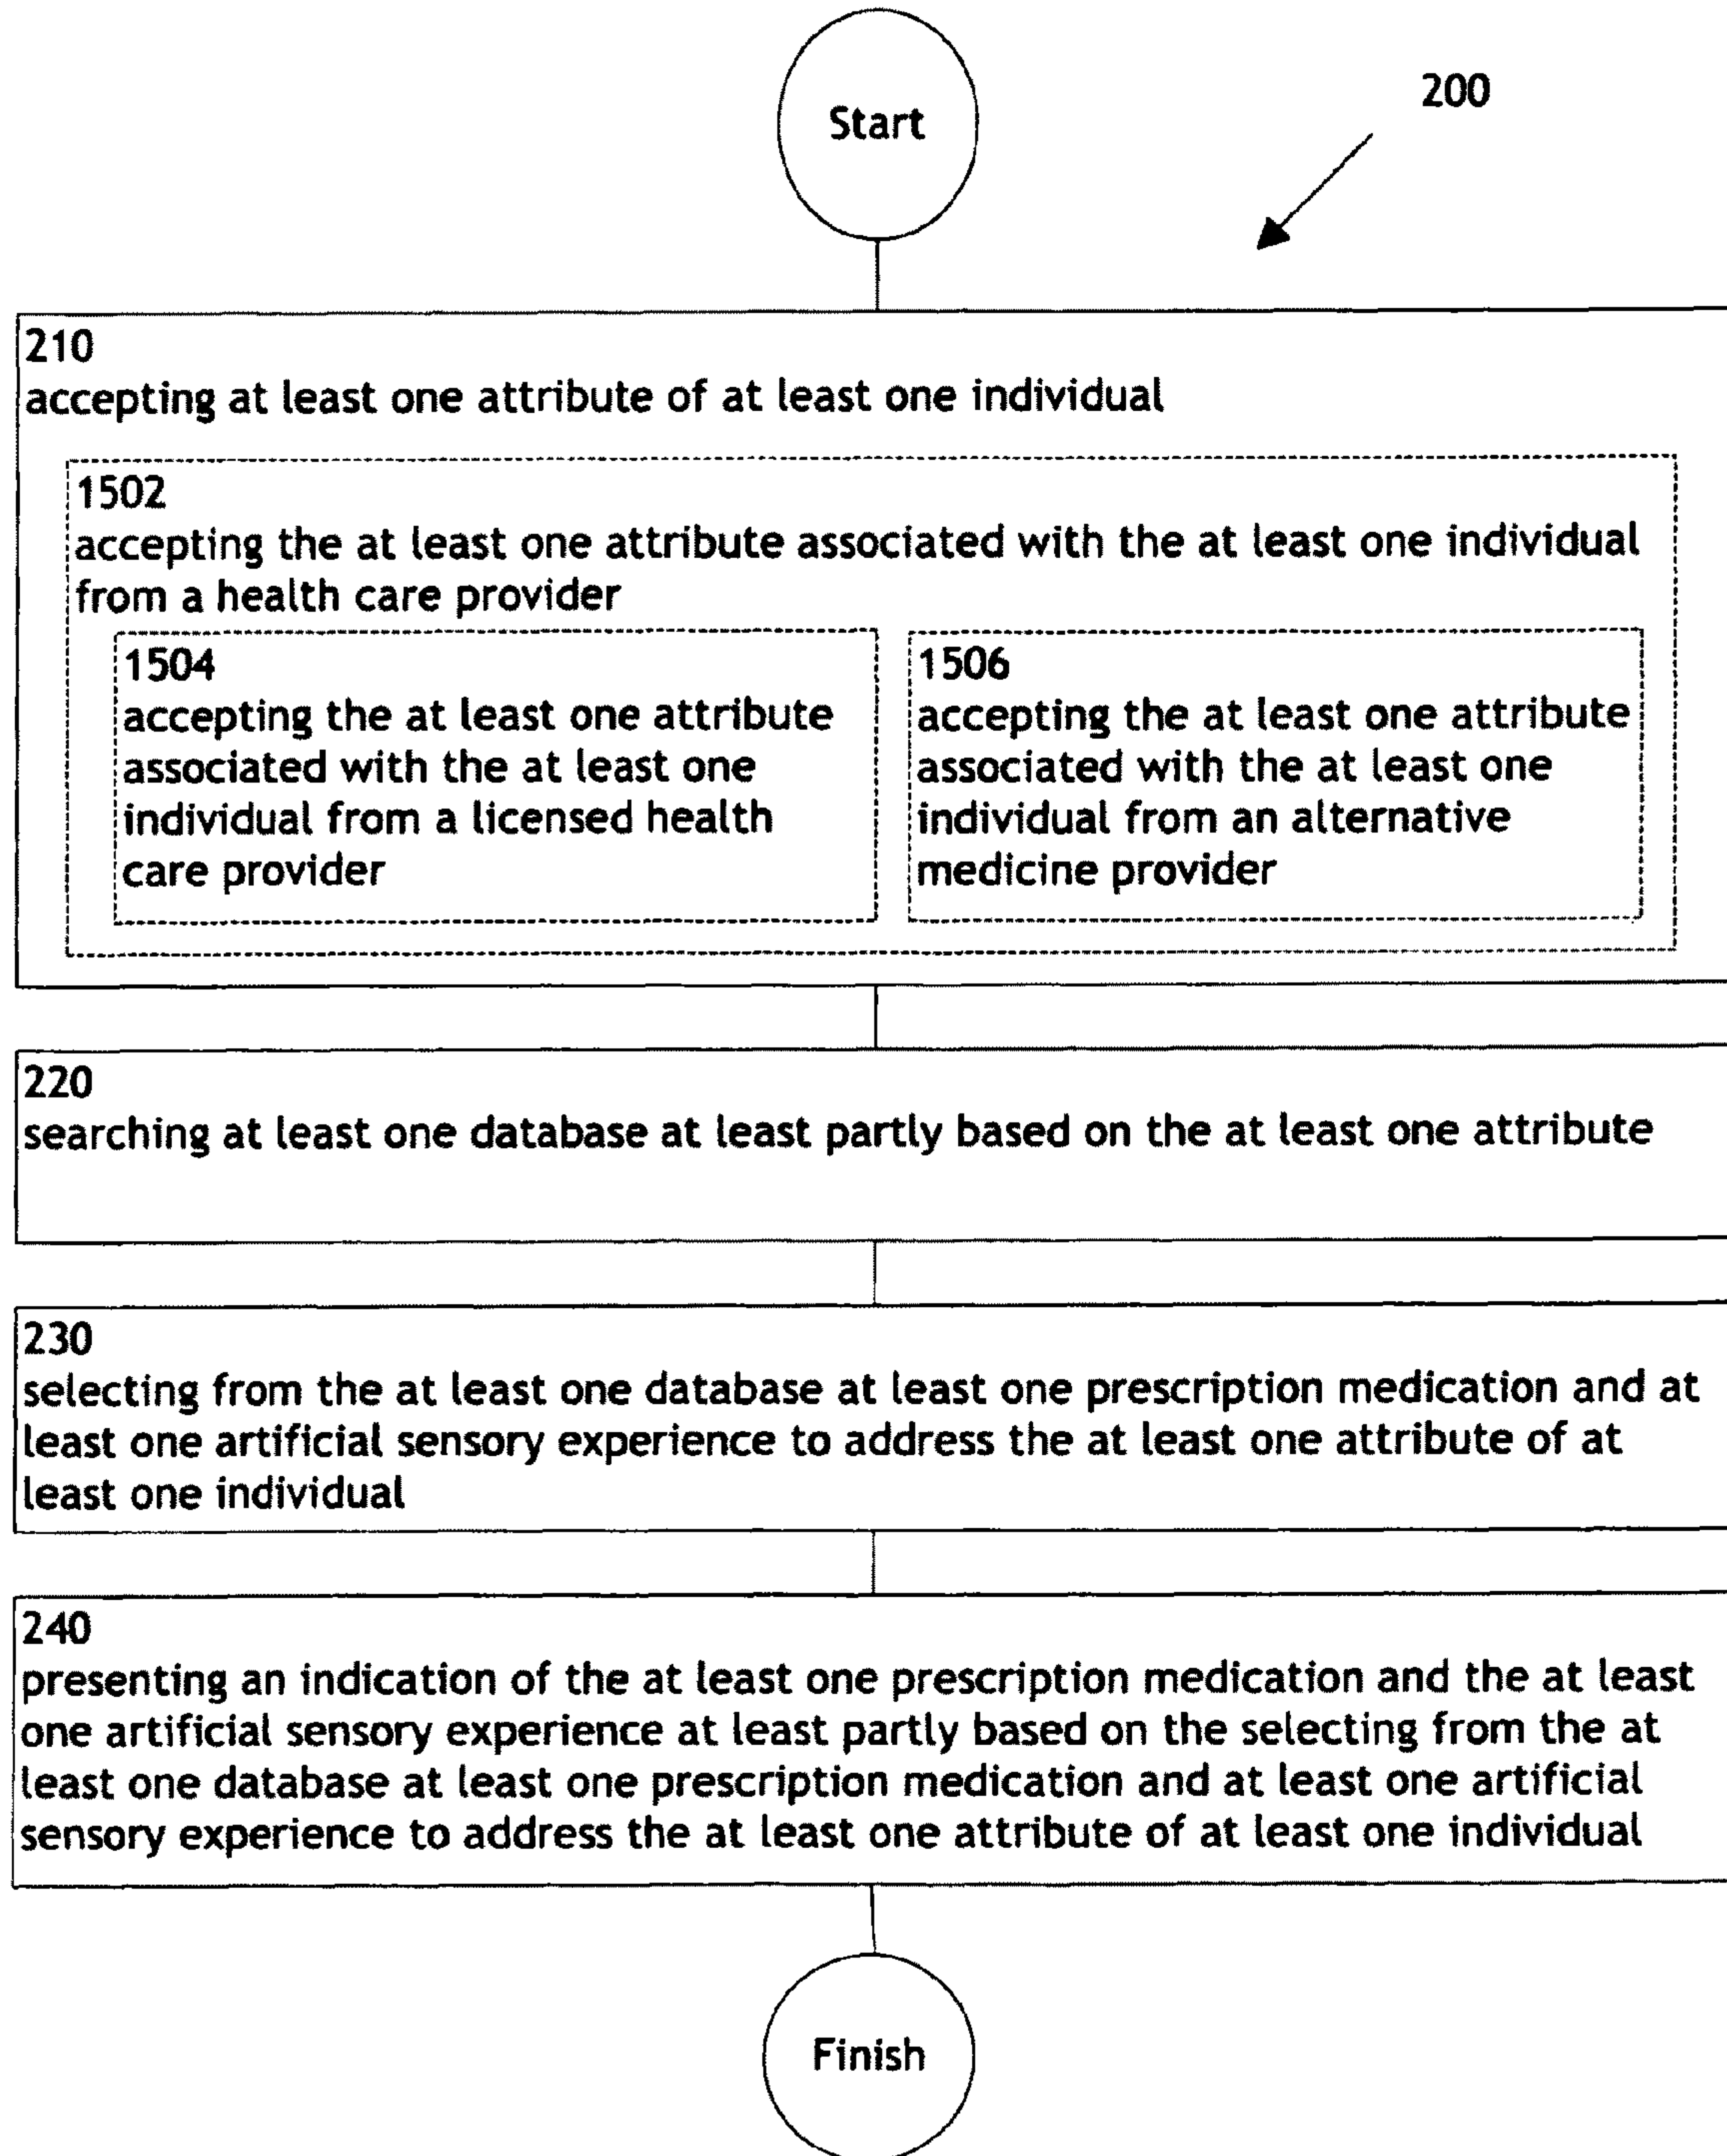 Start
200
210
accepting at least one attribute of at least one individual
1502
accepting the at least one attribute associated with the at least one individual
from a health care provider
1504
accepting the at least one attribute
associated with the at least one
individual from a licensed health
care provider
1506
accepting the at least one attribute
associated with the at least one
individual from an alternative
medicine provider
220
searching at least one database at least partly based on the at least one attribute
230
selecting from the at least one database at least one prescription medication and at
least one artificial sensory experience to address the at least one attribute of at
least one individual
240
presenting an indication of the at least one prescription medication and the at least
one artificial sensory experience at least partly based on the selecting from the at
least one database at least one prescription medication and at least one artificial
sensory experience to address the at least one attribute of at least one individual
Finish